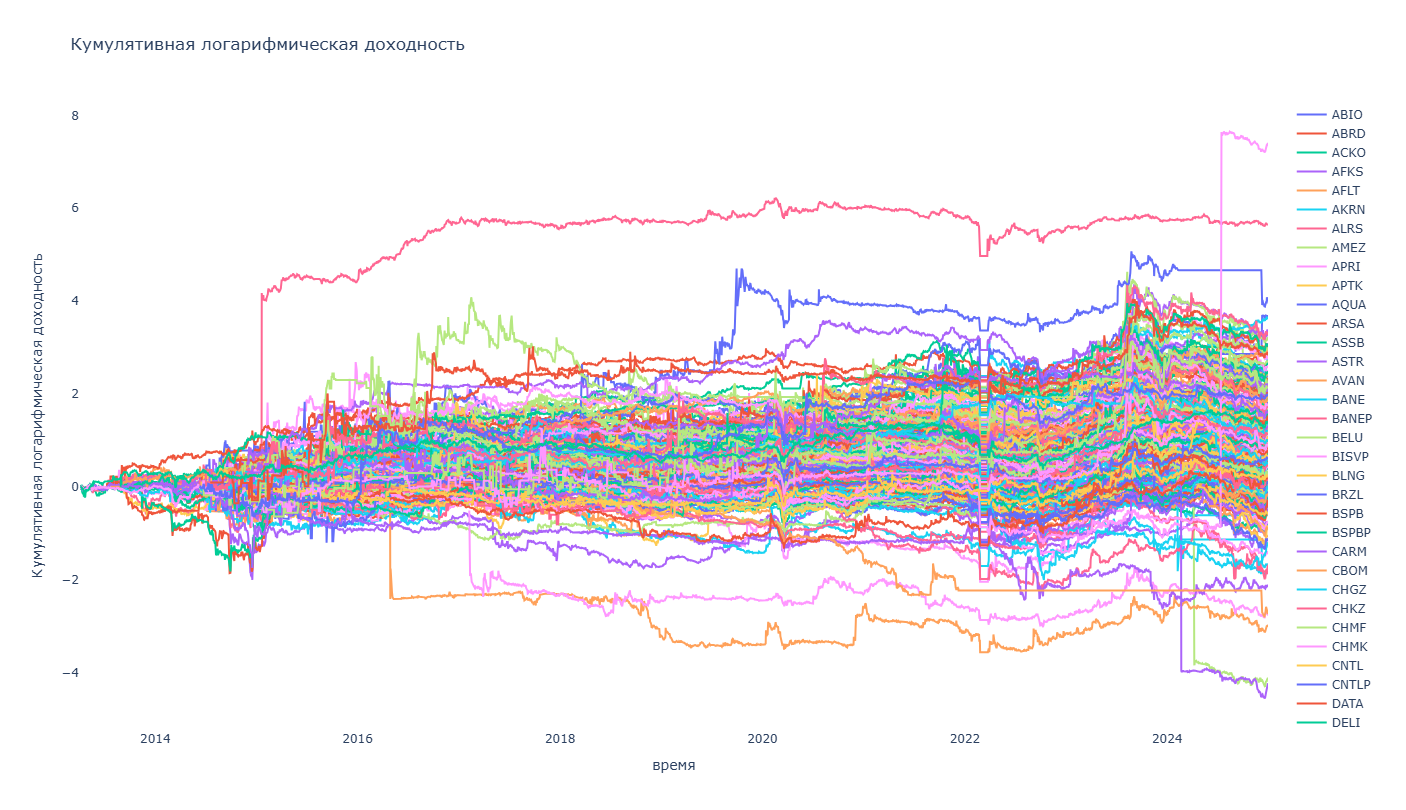 Кумулятивная логарифмическая доходность
Кумулятивная логарифмическая доходность
8
6
4
2
0
−2
−4
2014
2016
2018
2020
2022
2024
время
ABIO
ABRD
ACKO
AFKS
AFLT
AKRN
ALRS
AMEZ
APRI
APTK
AQUA
ARSA
ASSB
ASTR
AVAN
BANE
BANEP
BELU
BISVP
BLNG
BRZL
BSPB
BSPBP
CARM
CBOM
CHGZ
CHKZ
CHMF
CHMK
CNTL
CNTLP
DATA
DELI